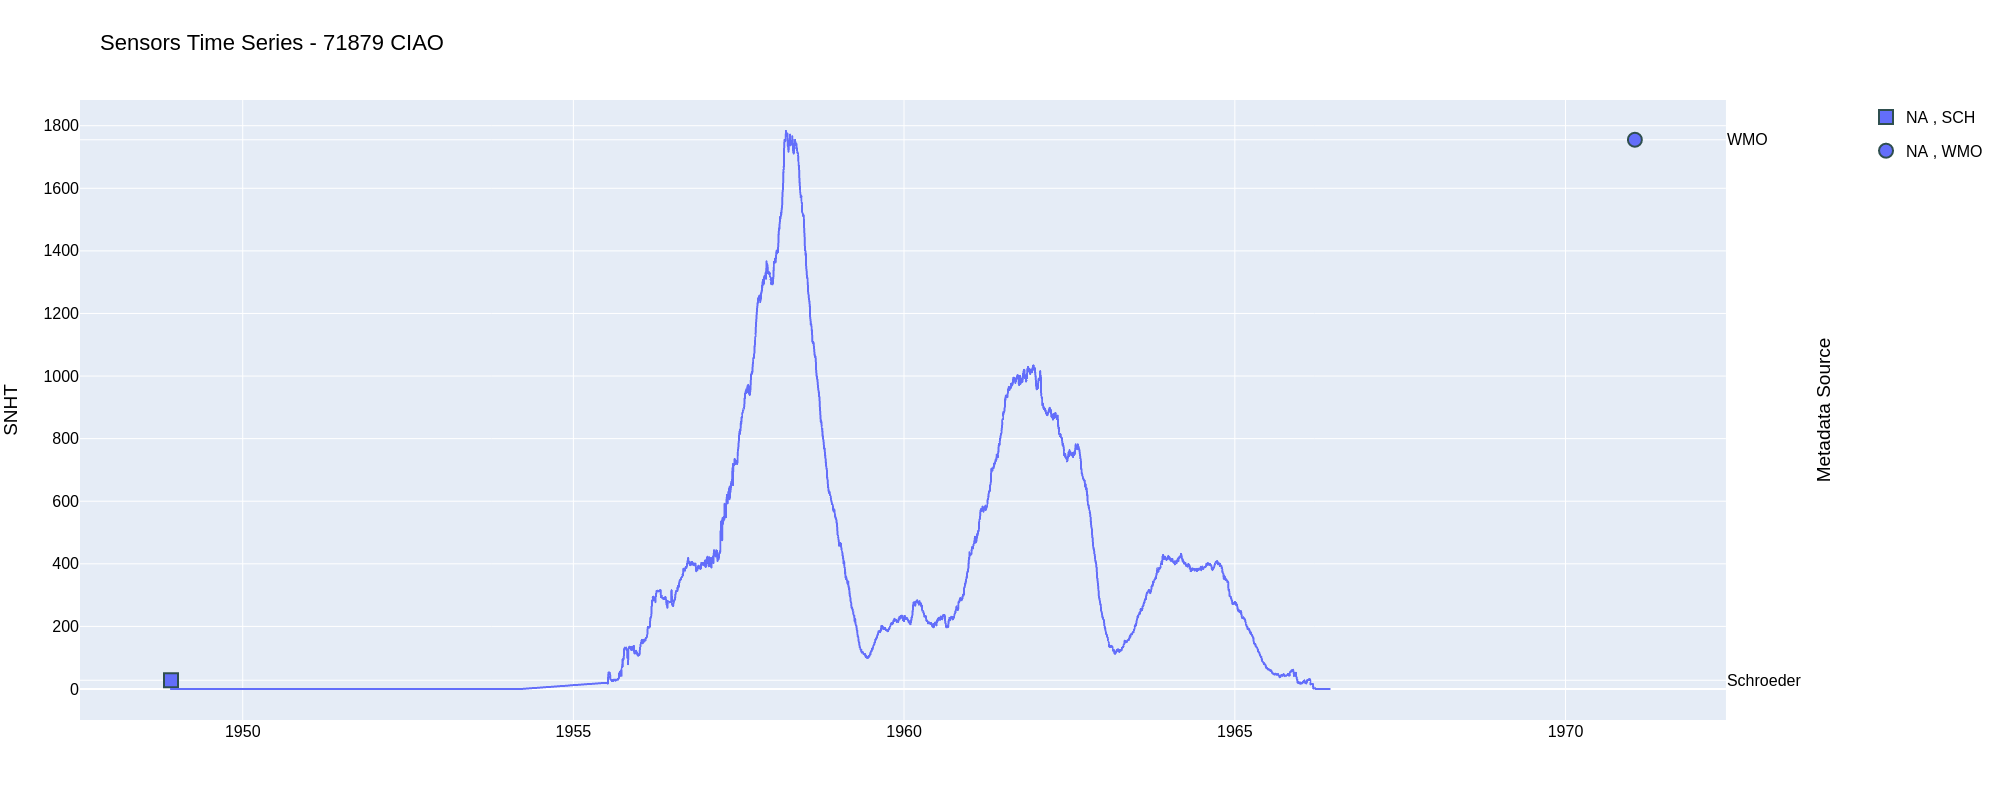 Sensors Time Series - 71879 CIAO
NA , SCH
NA , WMO
1800
1600
1400
1200
1000
800
600
400
200
0
SNHT
WMO
Schroeder
Metadata Source
1950 1955 1960 1965 1970